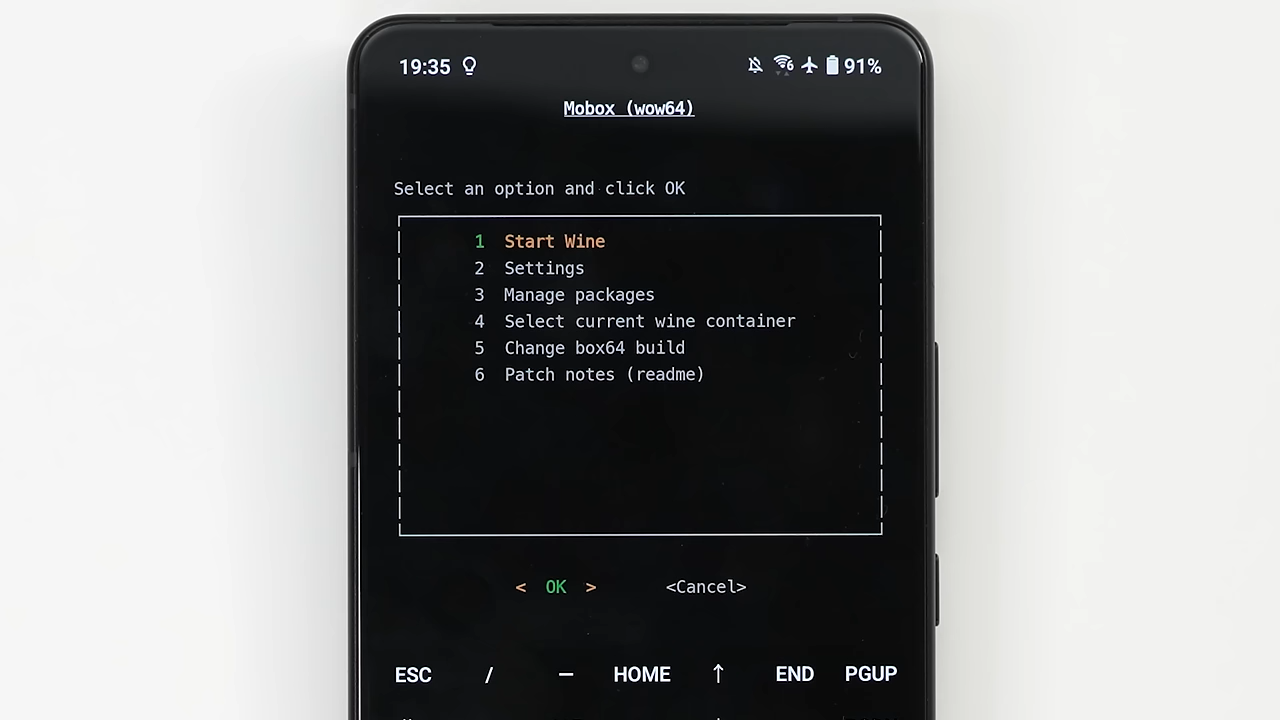 19:35 6 91%
Mobox (wow64)
Select an option and click OK
1 Start Wine
2 Settings
3 Manage packages
4 Select current wine container
5 Change box64 build
6 Patch notes (readme)
< OK > <Cancel>
ESC / — HOME ↑ END PGUP